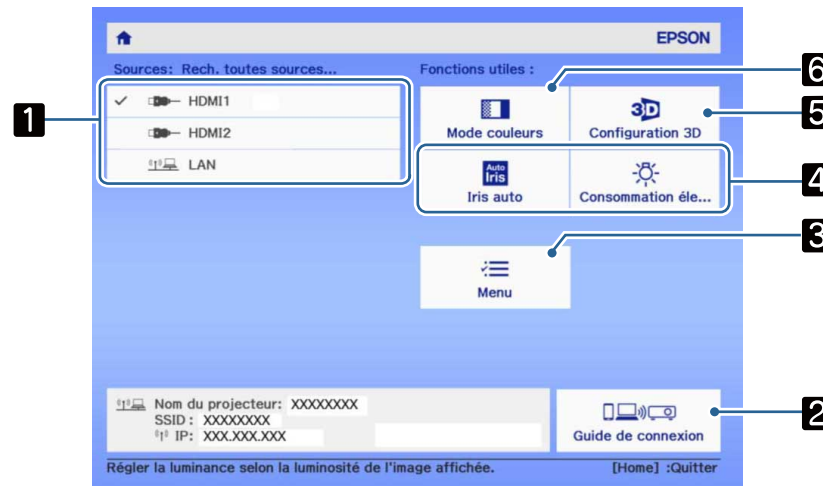 EPSON
Sources: Rech. toutes sources...
Fonctions utiles :
1
HDMI1
HDMI2
LAN
Mode couleurs
3D
Configuration 3D
6
5
Auto
Iris
Iris auto
Consommation éle...
4
3
Menu
Nom du projecteur: XXXXXXXX
SSID : XXXXXXXX
IP: XXX.XXX.XXX
Guide de connexion
2
Régler la luminance selon la luminosité de l'image affichée.
[Home] :Quitter